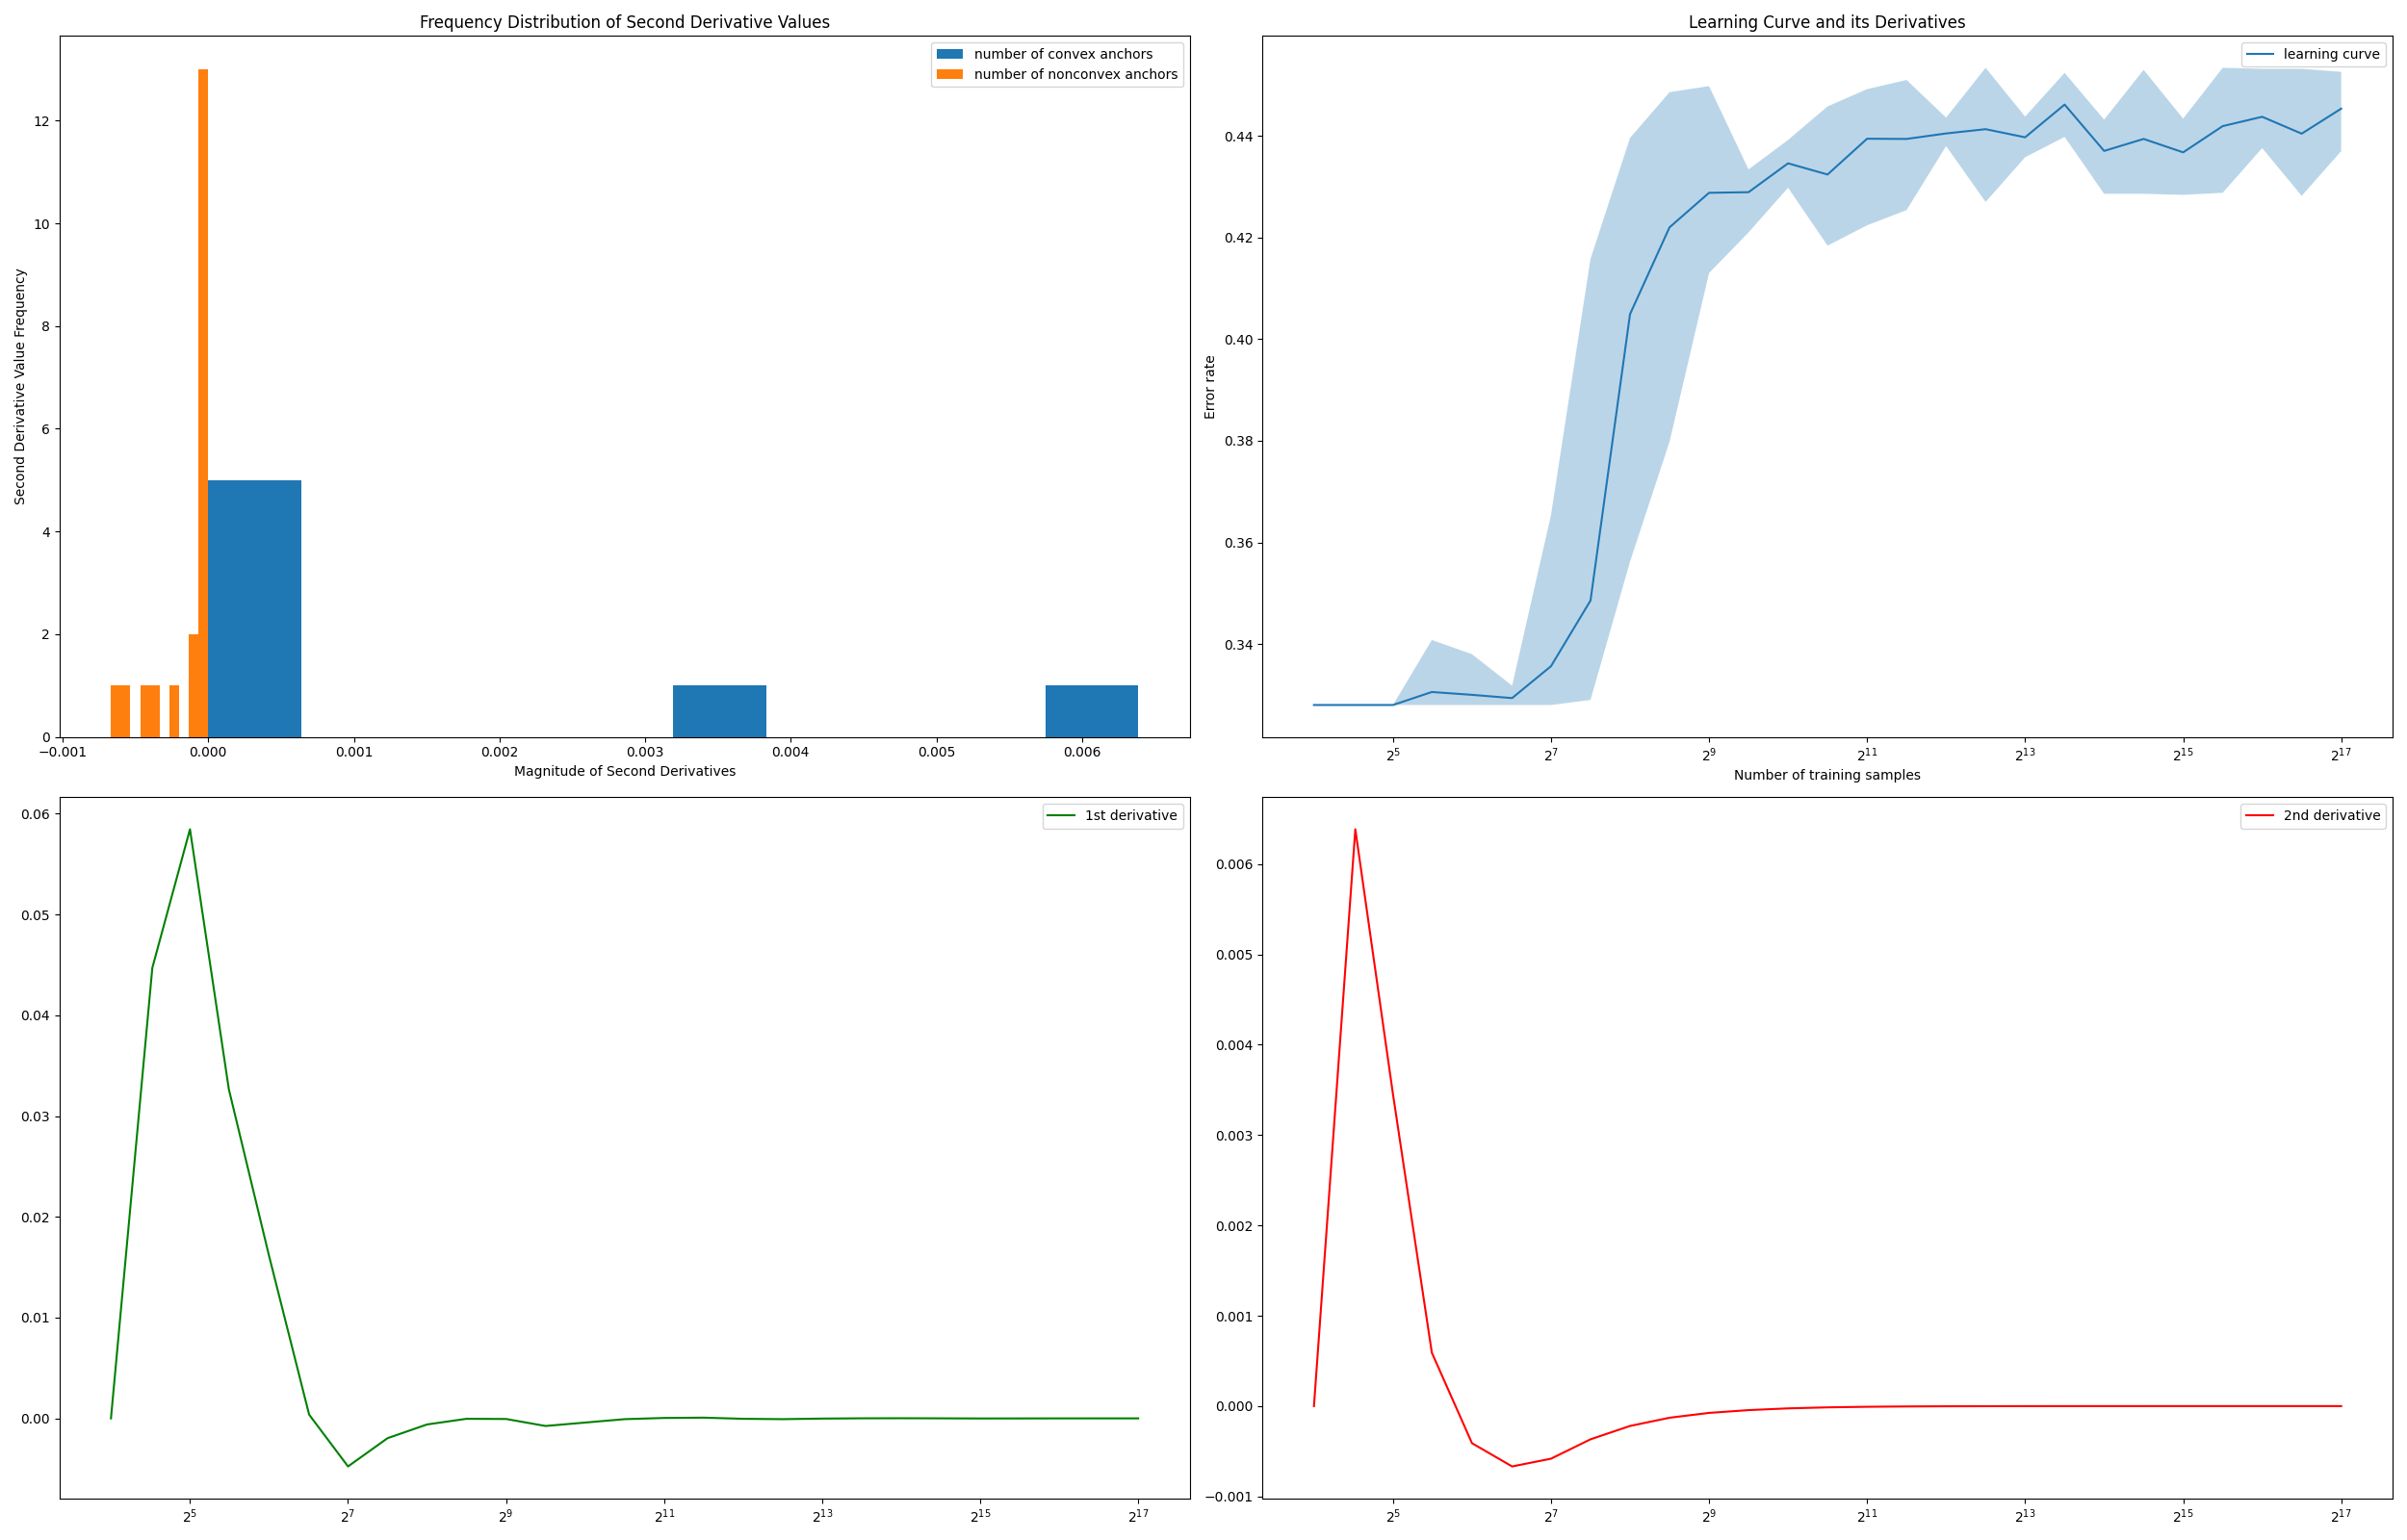 Frequency Distribution of Second Derivative Values
number of convex anchors
number of nonconvex anchors
12
10
8
6
4
2
0
Second Derivative Value Frequency
−0.001 0.000 0.001 0.002 0.003 0.004 0.005 0.006
Magnitude of Second Derivatives
Learning Curve and its Derivatives
learning curve
0.44
0.42
0.40
0.38
0.36
0.34
Error rate
2^5 2^7 2^9 2^11 2^13 2^15 2^17
Number of training samples
1st derivative
0.06
0.05
0.04
0.03
0.02
0.01
0.00
2^5 2^7 2^9 2^11 2^13 2^15 2^17
2nd derivative
0.006
0.005
0.004
0.003
0.002
0.001
0.000
−0.001
2^5 2^7 2^9 2^11 2^13 2^15 2^17